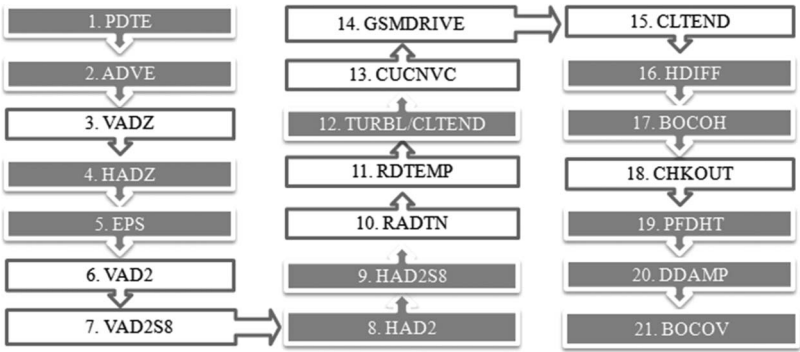 1. PDTE
2. ADVE
3. VADZ
4. HADZ
5. EPS
6. VAD2
7. VAD2S8
8. HAD2
9. HAD2S8
10. RADTN
11. RDTEMP
12. TURBL/CLTEND
13. CUCNVC
14. GSMDRIVE
15. CLTEND
16. HDIFF
17. BOCOH
18. CHKOUT
19. PFDHT
20. DDAMP
21. BOCOV